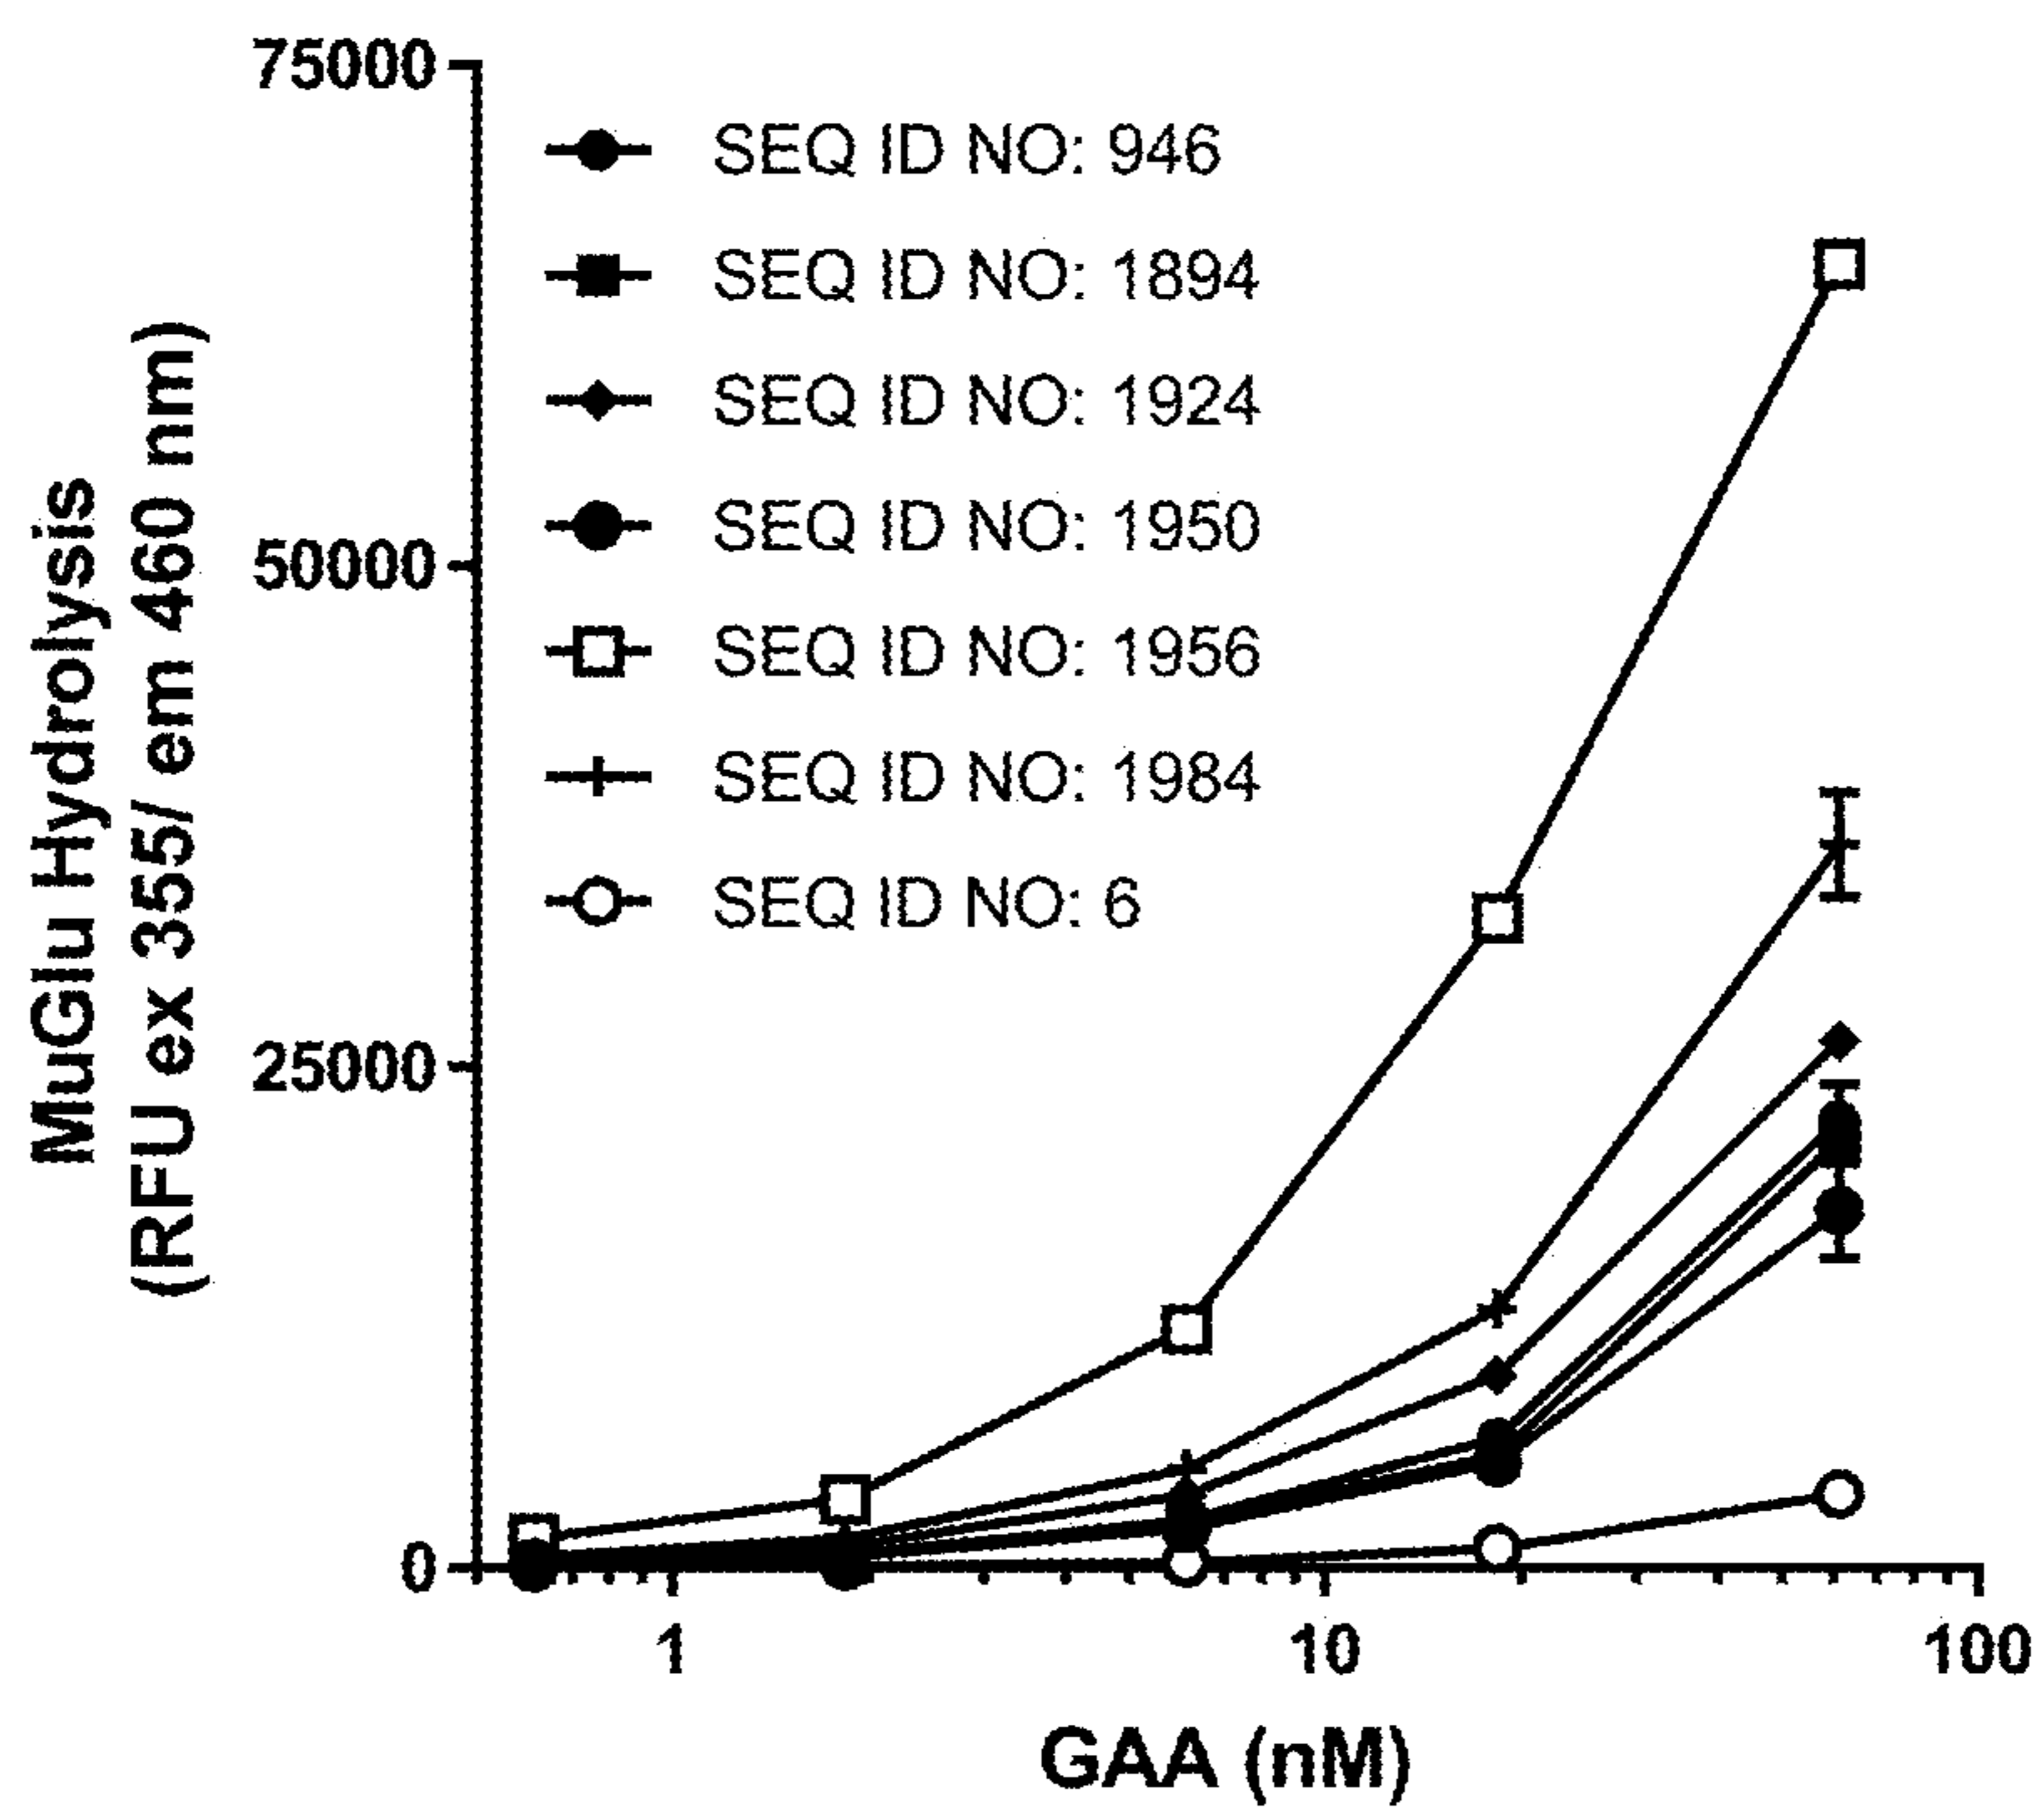 75000
50000
25000
0
MuGlu Hydrolysis
(RFU ex 355/ em 460 nm)
SEQ ID NO: 946
SEQ ID NO: 1894
SEQ ID NO: 1924
SEQ ID NO: 1950
SEQ ID NO: 1956
SEQ ID NO: 1984
SEQ ID NO: 6
1 10 100
GAA (nM)